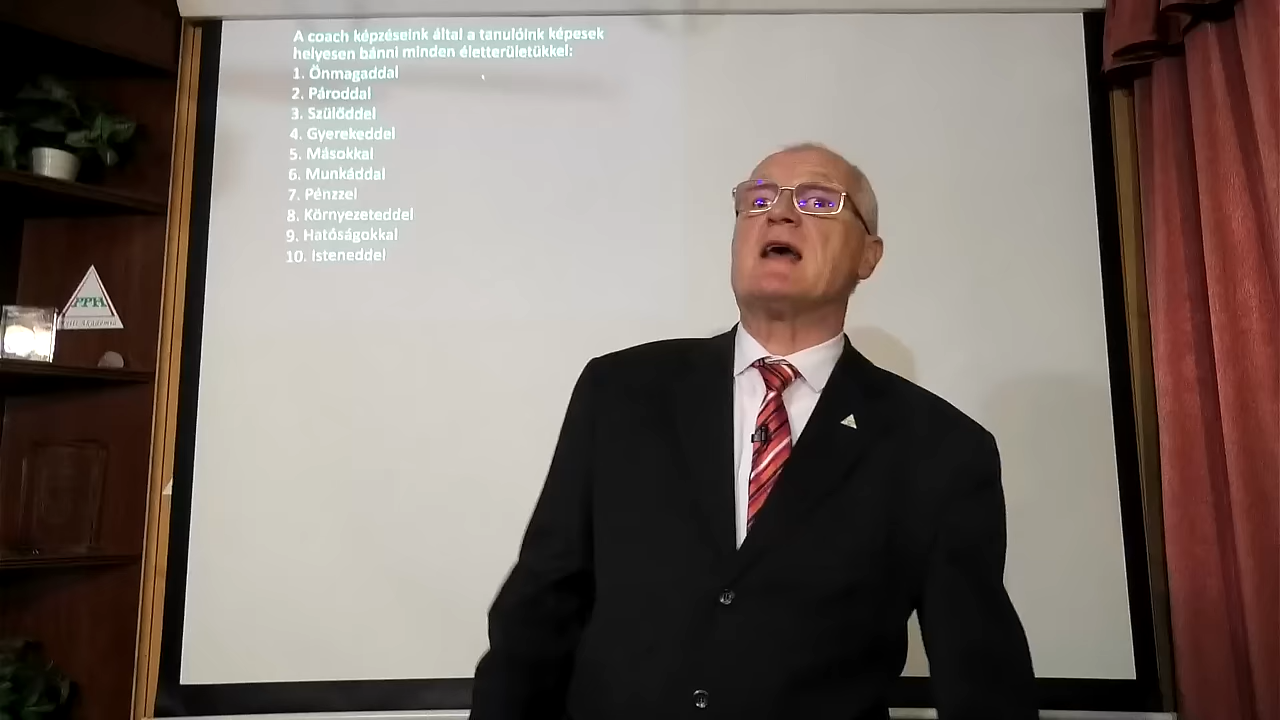 A coach képzéseink által a tanulóink képesek
helyesen bánni minden életterületükkel:
1. Önmagaddal
2. Pároddal
3. Szülőddel
4. Gyerekeddel
5. Másokkal
6. Munkáddal
7. Pénzzel
8. Környezeteddel
9. Hatóságokkal
10. Isteneddel
Akadémia